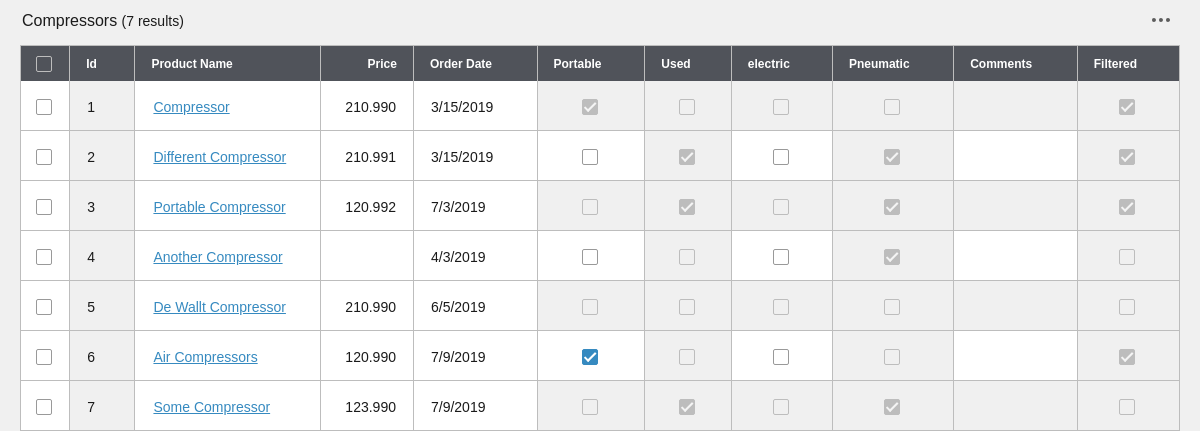 Compressors (7 results)
Id Product Name Price Order Date Portable Used electric Pneumatic Comments Filtered
1 Compressor 210.990 3/15/2019
2 Different Compressor 210.991 3/15/2019
3 Portable Compressor 120.992 7/3/2019
4 Another Compressor 4/3/2019
5 De Wallt Compressor 210.990 6/5/2019
6 Air Compressors 120.990 7/9/2019
7 Some Compressor 123.990 7/9/2019